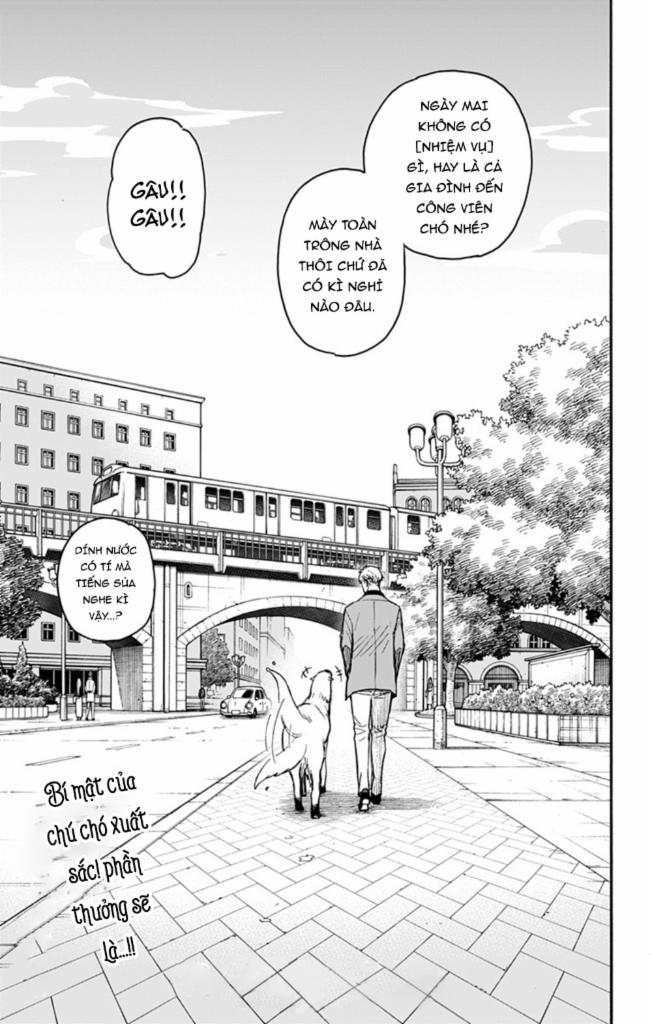 NGÀY MAI
KHÔNG CÓ
[NHIỆM VỤ]
GÌ, HAY LÀ CẢ
GIA ĐÌNH ĐẾN
CÔNG VIÊN
CHÓ NHÉ?
MÀY TOÀN
TRÔNG NHÀ
THÔI CHỨ ĐÃ
CÓ KÌ NGHỈ
NÀO ĐÂU.
GÂU!!
GÂU!!
DÍNH NƯỚC
CÓ TÍ MÀ
TIẾNG SỦA
NGHE KÌ
VẬY...?
Bí mật của
chú chó xuất
sắc! phần
thưởng sẽ
là...!!